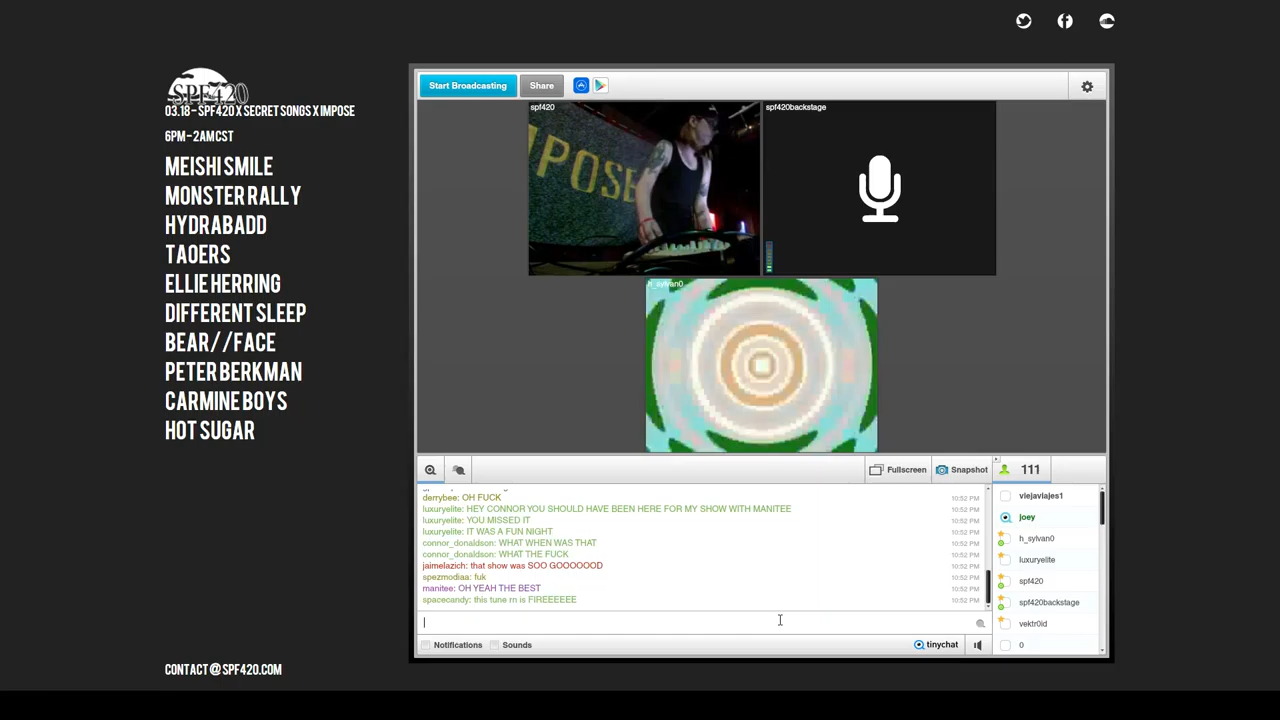 SPF420
03.18 - SPF420 X SECRET SONGS X IMPOSE
6PM - 2AM CST
MEISHI SMILE
MONSTER RALLY
HYDRABADD
TAOERS
ELLIE HERRING
DIFFERENT SLEEP
BEAR//FACE
PETER BERKMAN
CARMINE BOYS
HOT SUGAR
CONTACT@SPF420.COM
Start Broadcasting
Share
spf420
MPOSE
spf420backstage
h_sylvan0
Fullscreen
Snapshot
111
derrybee: OH FUCK 10:52 PM
luxuryelite: HEY CONNOR YOU SHOULD HAVE BEEN HERE FOR MY SHOW WITH MANITEE 10:52 PM
luxuryelite: YOU MISSED IT 10:52 PM
luxuryelite: IT WAS A FUN NIGHT 10:52 PM
connor_donaldson: WHAT WHEN WAS THAT 10:52 PM
connor_donaldson: WHAT THE FUCK 10:52 PM
jaimelazich: that show was SOO GOOOOOOD 10:52 PM
spezmodiaa: fuk 10:52 PM
manitee: OH YEAH THE BEST 10:52 PM
spacecandy: this tune rn is FIREEEEEE 10:52 PM
Notifications
Sounds
tinychat
viejaviajes1
joey
h_sylvan0
luxuryelite
spf420
spf420backstage
vektr0id
0